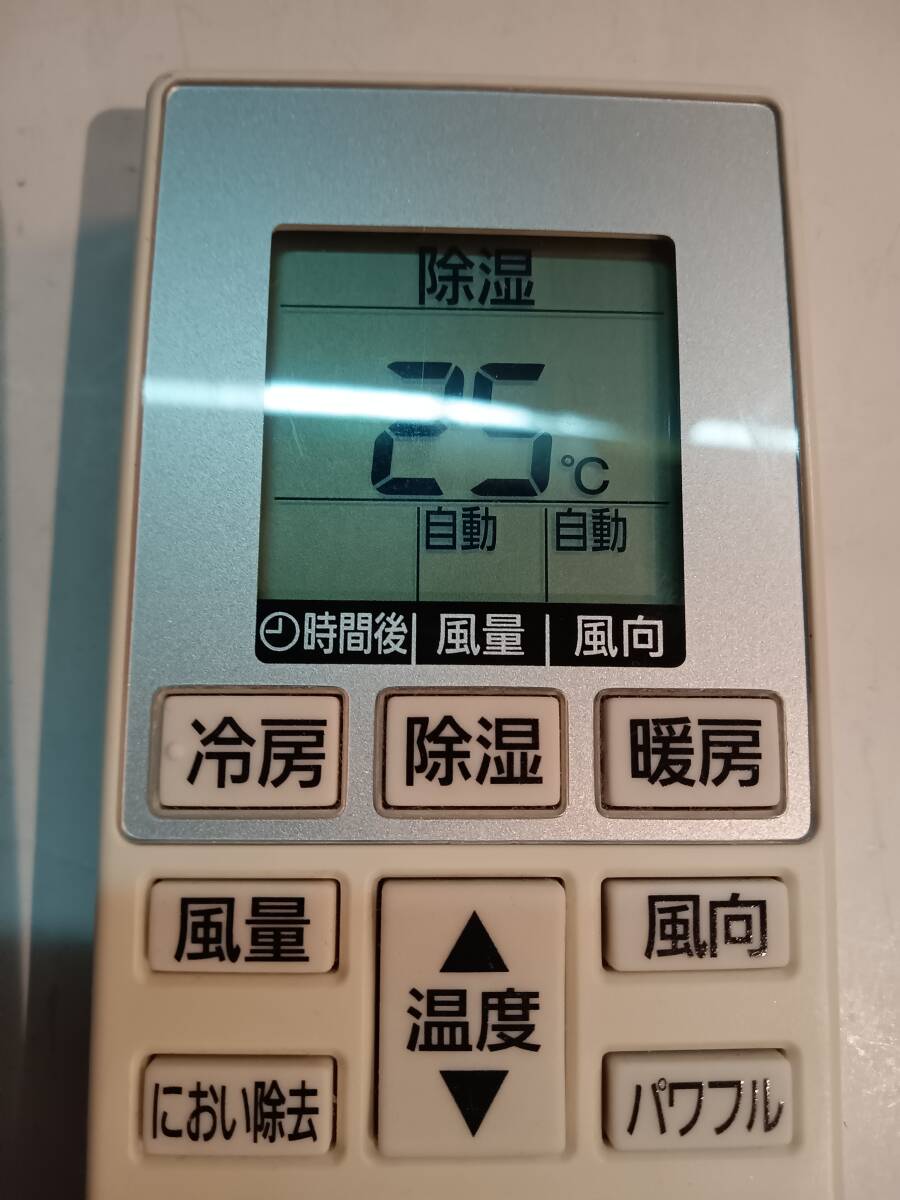 除湿
25℃
自動 自動
時間後 風量 風向
冷房 除湿 暖房
風量 ▲ 風向
温度
におい除去 ▼ パワフル